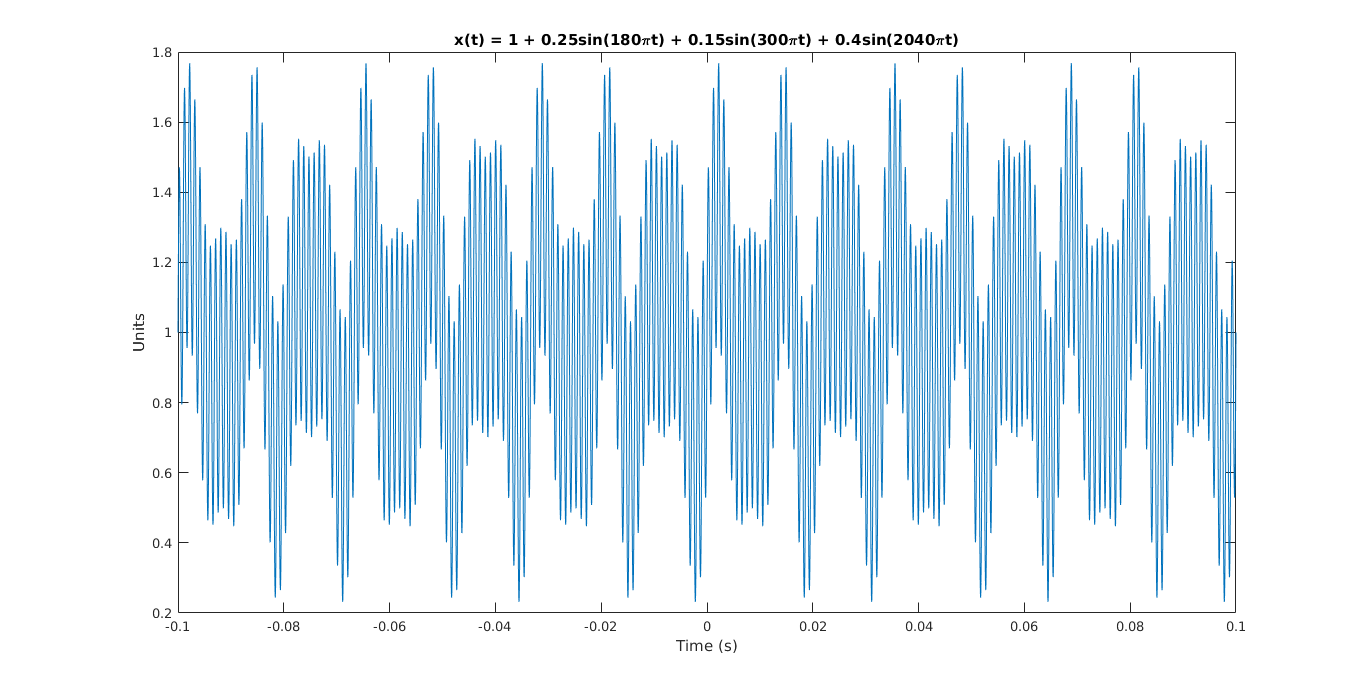 x(t) = 1 + 0.25sin(180πt) + 0.15sin(300πt) + 0.4sin(2040πt)
1.8
1.6
1.4
1.2
1
0.8
0.6
0.4
0.2
Units
-0.1 -0.08 -0.06 -0.04 -0.02 0 0.02 0.04 0.06 0.08 0.1
Time (s)